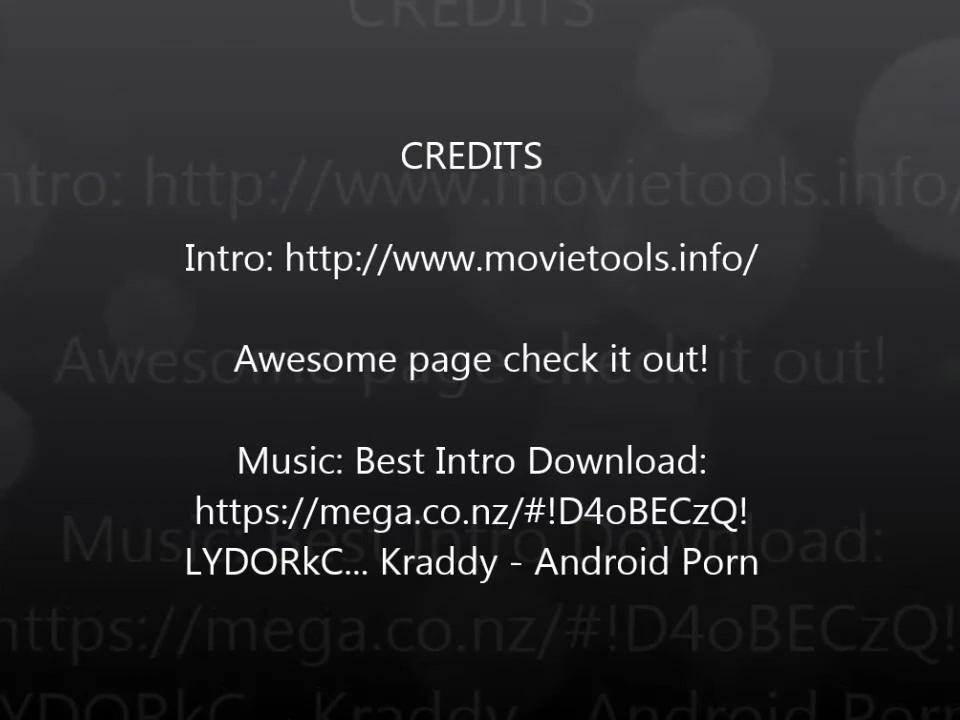 CREDITS
Intro: http://www.movietools.info/
Awesome page check it out!
Music: Best Intro Download:
https://mega.co.nz/#!D4oBECzQ!
LYDORkC... Kraddy - Android Porn